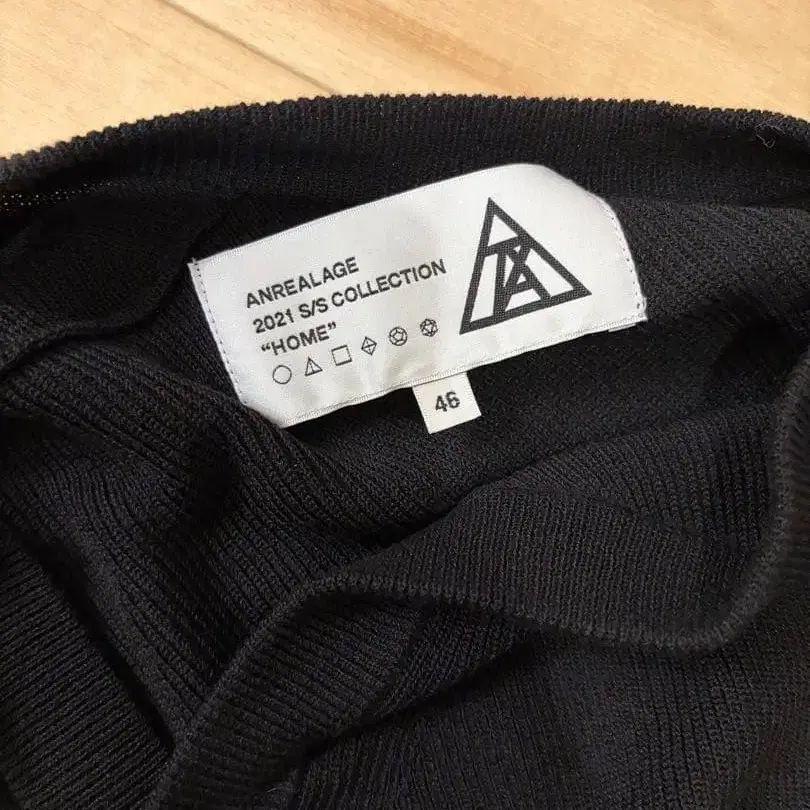 ANREALAGE
2021 S/S COLLECTION
“HOME”
46